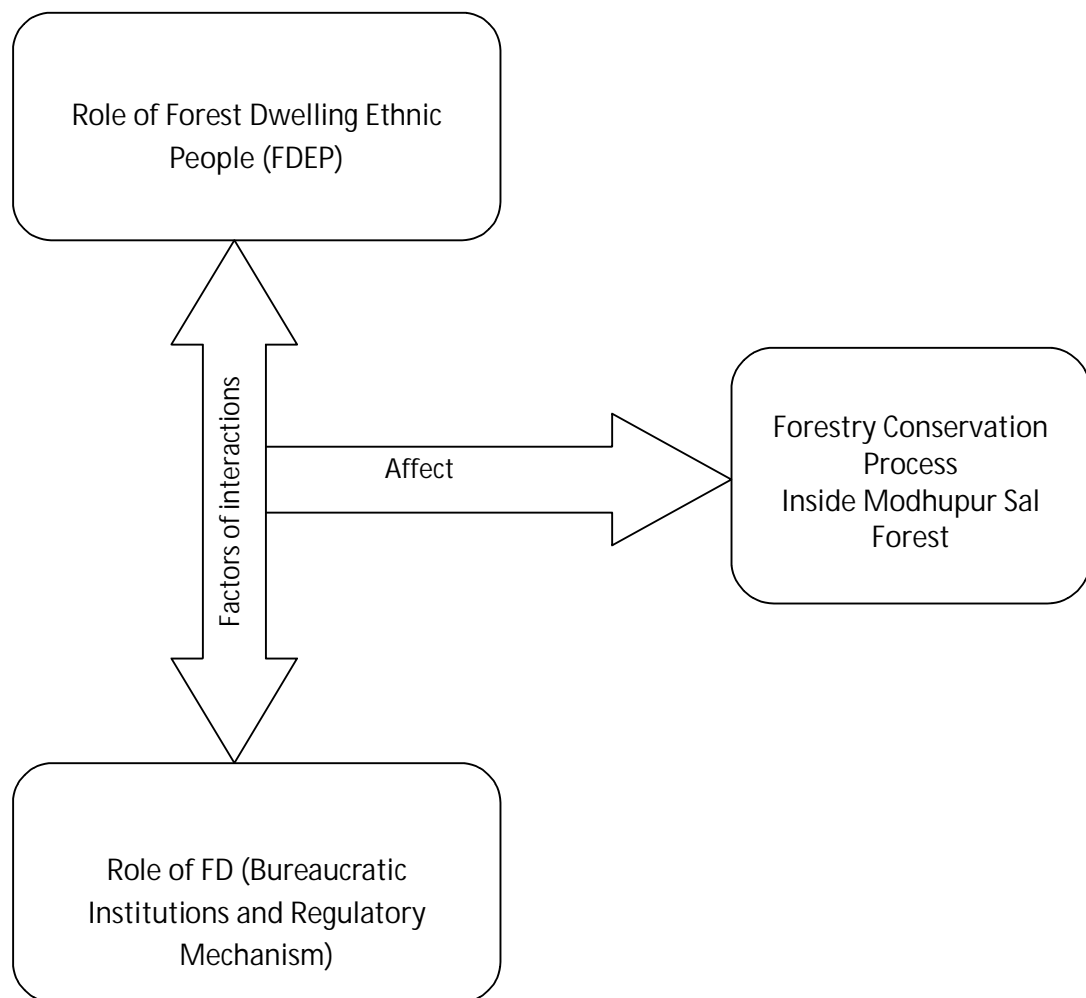 Role of Forest Dwelling Ethnic
People (FDEP)
Factors of interactions
Affect
Forestry Conservation
Process
Inside Modhupur Sal
Forest
Role of FD (Bureaucratic
Institutions and Regulatory
Mechanism)